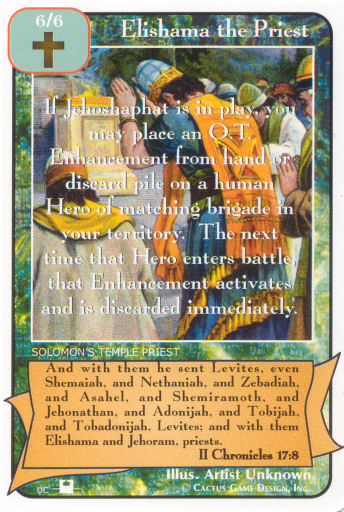 6/6
Elishama the Priest
If Jehoshaphat is in play, you
may place an O.T.
Enhancement from hand or
discard pile on a human
Hero of matching brigade in
your territory. The next
time that Hero enters battle,
that Enhancement activates
and is discarded immediately.
SOLOMON'S TEMPLE PRIEST
And with them he sent Levites, even
Shemaiah, and Nethaniah, and Zebadiah,
and Asahel, and Shemiramoth, and
Jehonathan, and Adonijah, and Tobijah,
and Tobadonijah, Levites; and with them
Elishama and Jehoram, priests.
II Chronicles 17:8
Illus. Artist Unknown
© CACTUS GAME DESIGN, INC.
UC